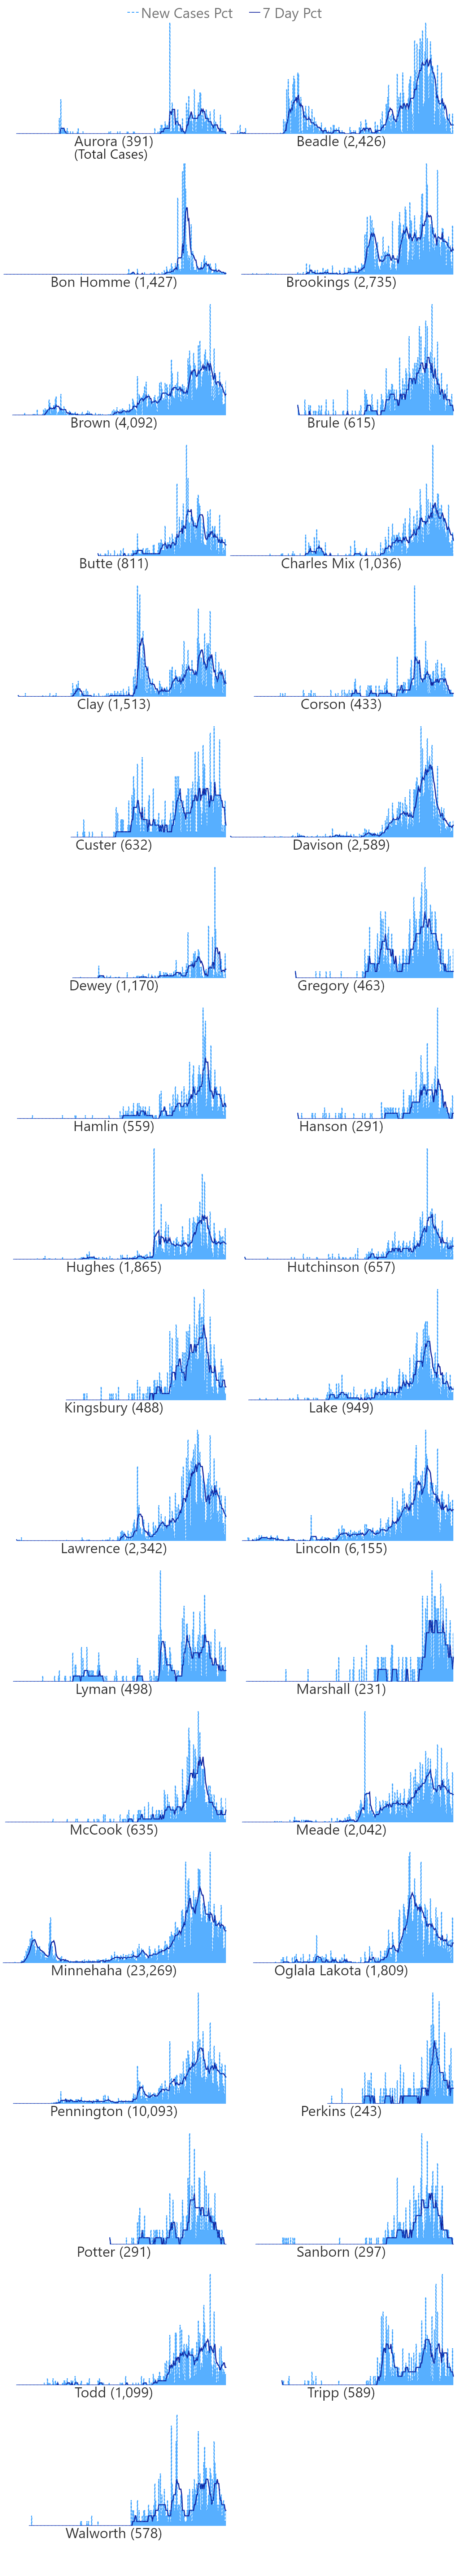 New Cases Pct 7 Day Pct
Aurora (391) Beadle (2,426)
(Total Cases)
Bon Homme (1,427) Brookings (2,735)
Brown (4,092) Brule (615)
Butte (811) Charles Mix (1,036)
Clay (1,513) Corson (433)
Custer (632) Davison (2,589)
Dewey (1,170) Gregory (463)
Hamlin (559) Hanson (291)
Hughes (1,865) Hutchinson (657)
Kingsbury (488) Lake (949)
Lawrence (2,342) Lincoln (6,155)
Lyman (498) Marshall (231)
McCook (635) Meade (2,042)
Minnehaha (23,269) Oglala Lakota (1,809)
Pennington (10,093) Perkins (243)
Potter (291) Sanborn (297)
Todd (1,099) Tripp (589)
Walworth (578)